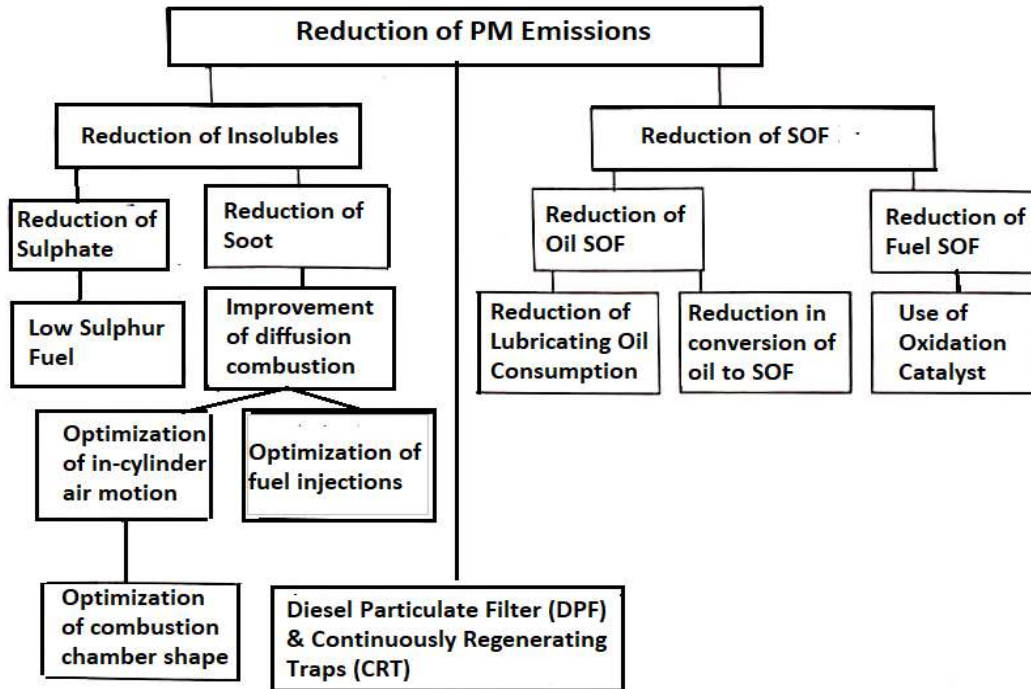 Reduction of PM Emissions
Reduction of Insolubles
Reduction of SOF
Reduction of
Sulphate
Reduction of
Soot
Reduction of
Oil SOF
Reduction of
Fuel SOF
Low Sulphur
Fuel
Improvement
of diffusion
combustion
Reduction of
Lubricating Oil
Consumption
Reduction in
conversion of
oil to SOF
Use of
Oxidation
Catalyst
Optimization
of in-cylinder
air motion
Optimization of
fuel injections
Optimization
of combustion
chamber shape
Diesel Particulate Filter (DPF)
& Continuously Regenerating
Traps (CRT)